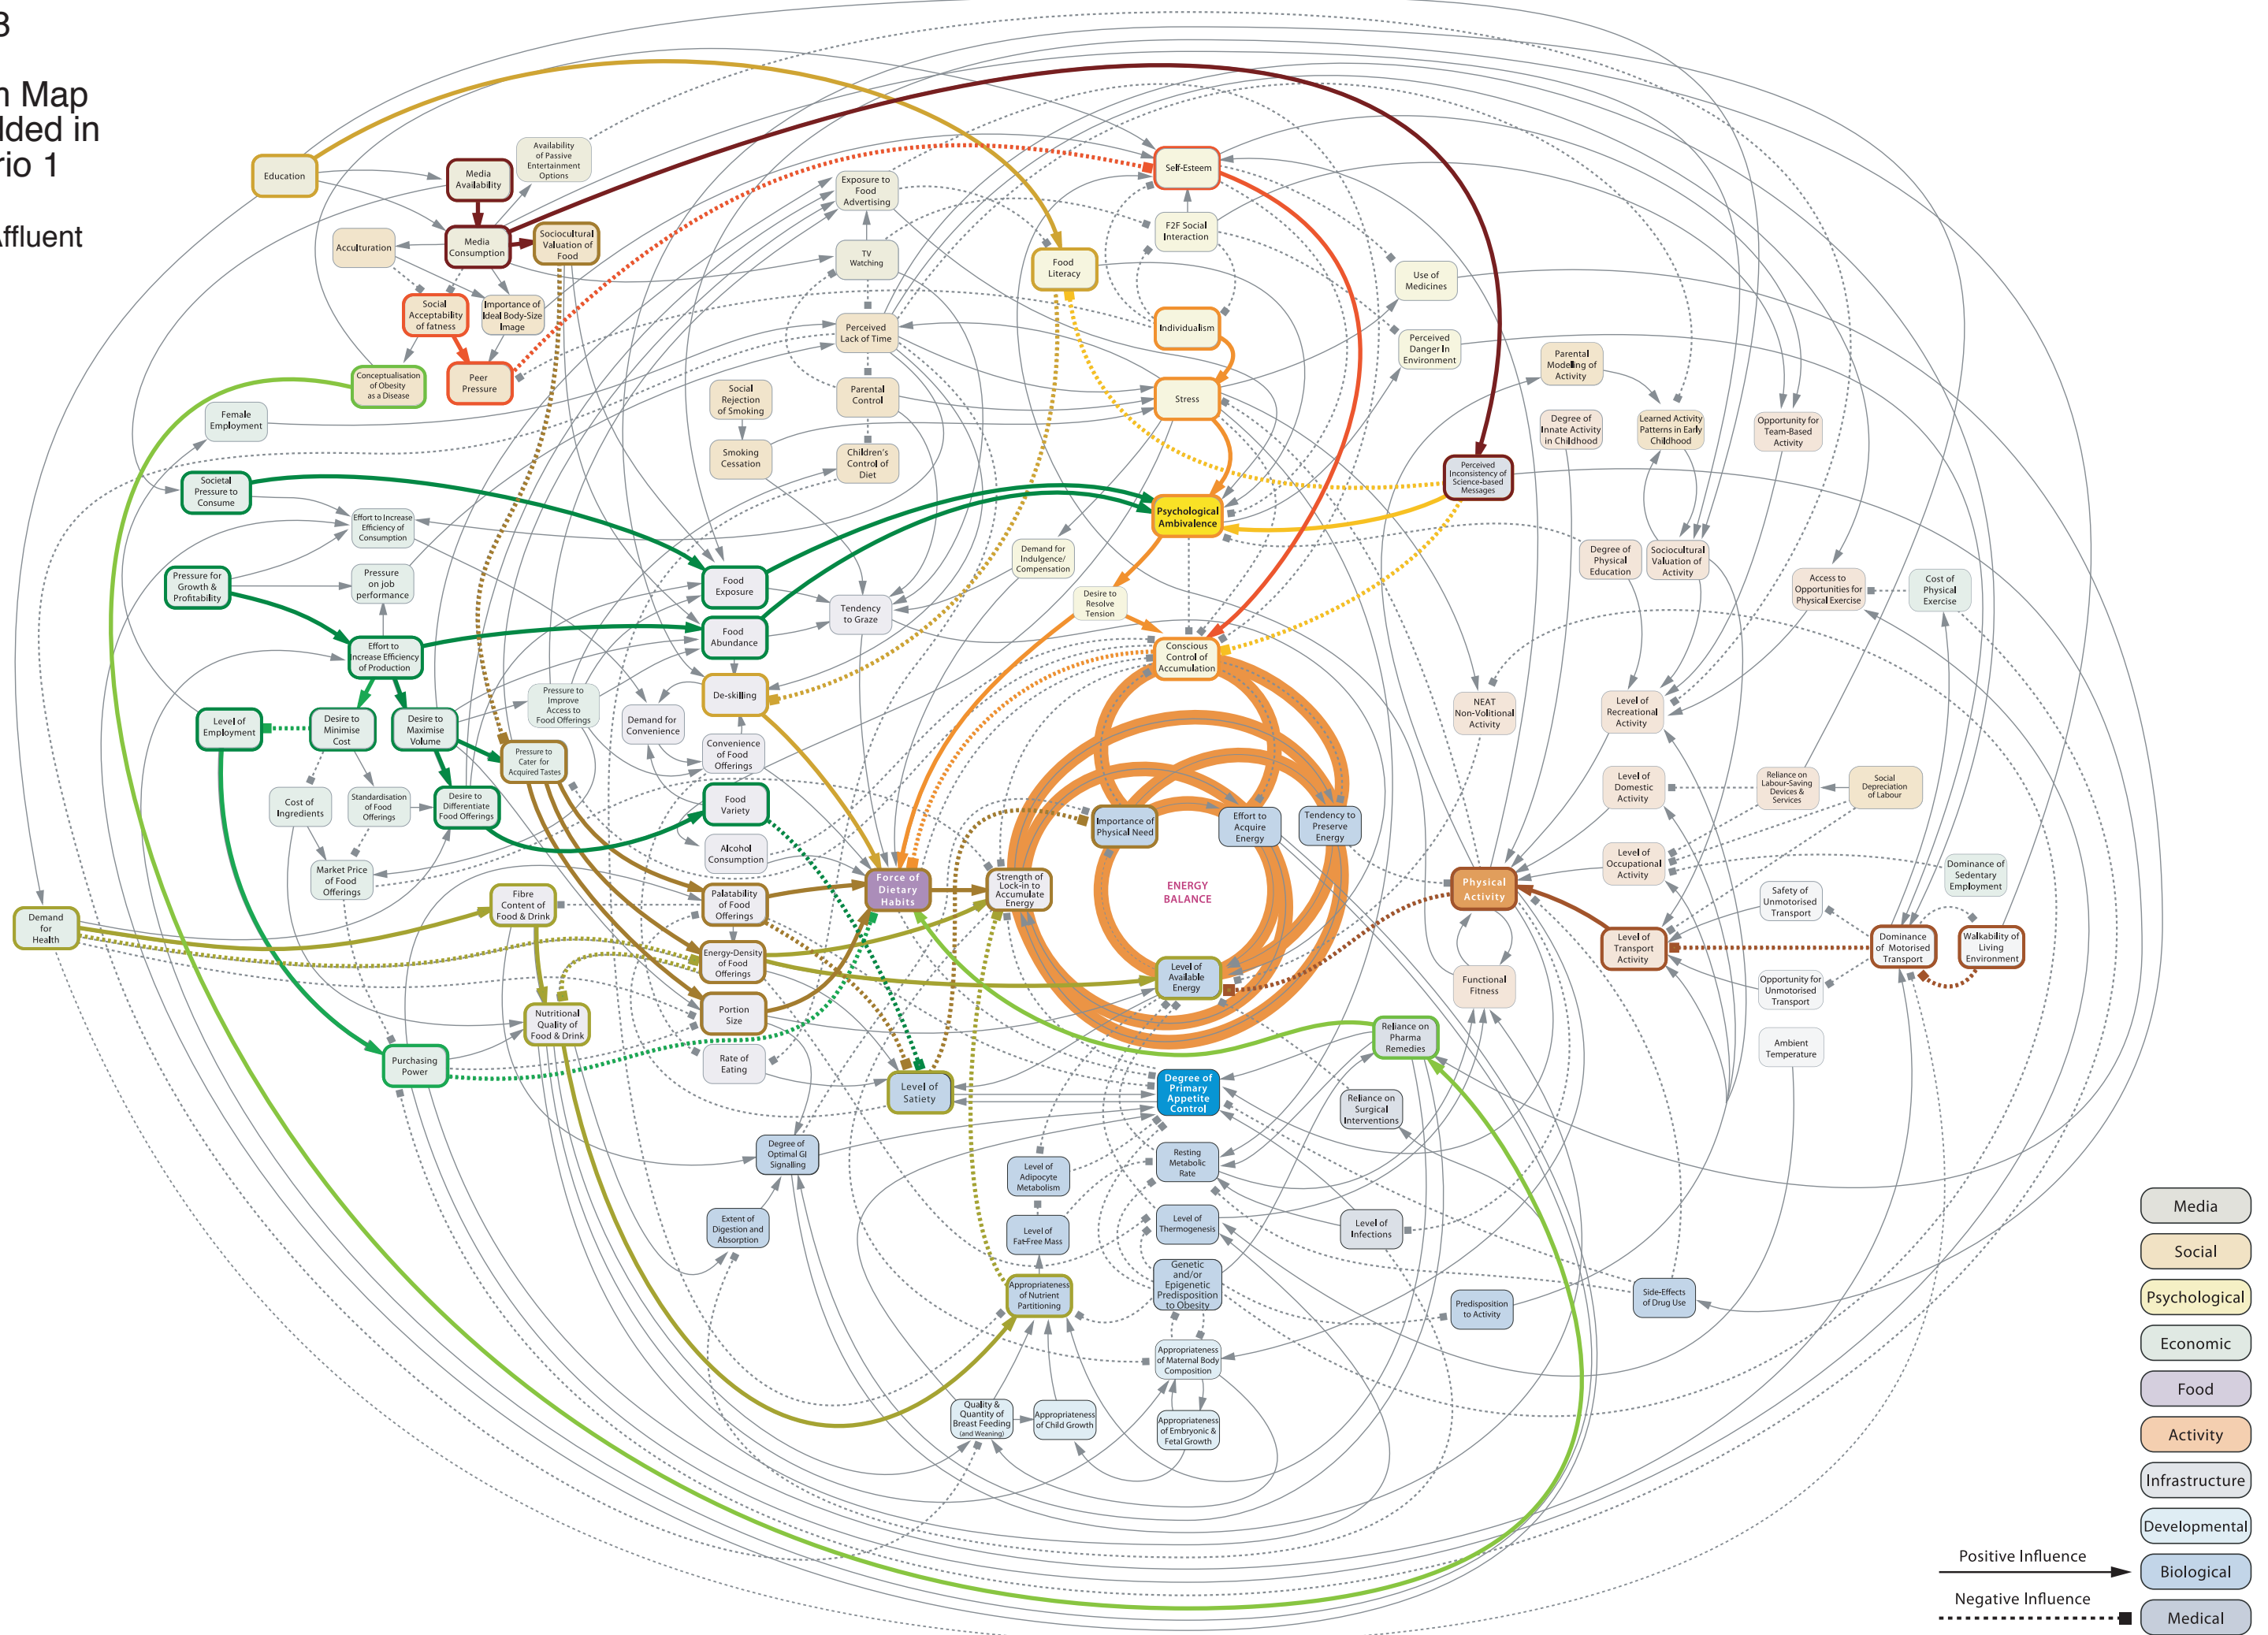 3
n Map
lded in
rio 1
Affluent
Education
Media
Availability
Availability
of Passive
Entertainment
Options
Acculturation
Media
Consumption
Sociocultural
Valuation of
Food
Social
Acceptability
of fatness
Importance of
Ideal Body-Size
Image
Conceptualisation
of Obesity
as a Disease
Peer
Pressure
Exposure to
Food
Advertising
TV
Watching
Perceived
Lack of Time
Parental
Control
Children's
Control of
Diet
Social
Rejection
of Smoking
Smoking
Cessation
Female
Employment
Societal
Pressure to
Consume
Effort to Increase
Efficiency of
Consumption
Pressure for
Growth &
Profitability
Pressure
on job
performance
Effort to
Increase Efficiency
of Production
Level of
Employment
Desire to
Minimise
Cost
Desire to
Maximise
Volume
Pressure to
Improve
Access to
Food Offerings
Pressure to
Cater for
Acquired Tastes
Cost of
Ingredients
Standardisation
of Food
Offerings
Desire to
Differentiate
Food Offerings
Market Price
of Food
Offerings
Demand
for
Health
Fibre
Content of
Food & Drink
Nutritional
Quality of
Food & Drink
Purchasing
Power
Food
Exposure
Food
Abundance
De-skilling
Demand for
Convenience
Convenience
of Food
Offerings
Food
Variety
Alcohol
Consumption
Palatability
of Food
Offerings
Energy-Density
of Food
Offerings
Portion
Size
Rate of
Eating
Tendency
to Graze
Force of
Dietary
Habits
Strength of
Lock-in to
Accumulate
Energy
Level of
Satiety
Degree of
Optimal GI
Signalling
Extent of
Digestion and
Absorption
Self-Esteem
F2F Social
Interaction
Food
Literacy
Individualism
Stress
Use of
Medicines
Perceived
Danger In
Environment
Perceived
Inconsistency of
Science-based
Messages
Psychological
Ambivalence
Demand for
Indulgence/
Compensation
Desire to
Resolve
Tension
Conscious
Control of
Accumulation
Importance of
Physical Need
Effort to
Acquire
Energy
Tendency to
Preserve
Energy
ENERGY
BALANCE
Level of
Available
Energy
Reliance on
Pharma
Remedies
Degree of
Primary
Appetite
Control
Reliance on
Surgical
Interventions
Level of
Adipocyte
Metabolism
Resting
Metabolic
Rate
Level of
Fat-Free Mass
Level of
Thermogenesis
Level of
Infections
Appropriateness
of Nutrient
Partitioning
Genetic
and/or
Epigenetic
Predisposition
to Obesity
Predisposition
to Activity
Side-Effects
of Drug Use
Appropriateness
of Maternal Body
Composition
Quality &
Quantity of
Breast Feeding
(and Weaning)
Appropriateness
of Child Growth
Appropriateness
of Embryonic &
Fetal Growth
Parental
Modeling of
Activity
Degree of
Innate Activity
in Childhood
Learned Activity
Patterns in Early
Childhood
Opportunity for
Team-Based
Activity
Degree of
Physical
Education
Sociocultural
Valuation of
Activity
Access to
Opportunities for
Physical Exercise
Cost of
Physical
Exercise
NEAT
Non-Volitional
Activity
Level of
Recreational
Activity
Level of
Domestic
Activity
Reliance on
Labour-Saving
Devices &
Services
Social
Depreciation
of Labour
Level of
Occupational
Activity
Dominance of
Sedentary
Employment
Physical
Activity
Safety of
Unmotorised
Transport
Level of
Transport
Activity
Dominance
of Motorised
Transport
Walkability of
Living
Environment
Opportunity for
Unmotorised
Transport
Functional
Fitness
Ambient
Temperature
Media
Social
Psychological
Economic
Food
Activity
Infrastructure
Developmental
Biological
Medical
Positive Influence
Negative Influence